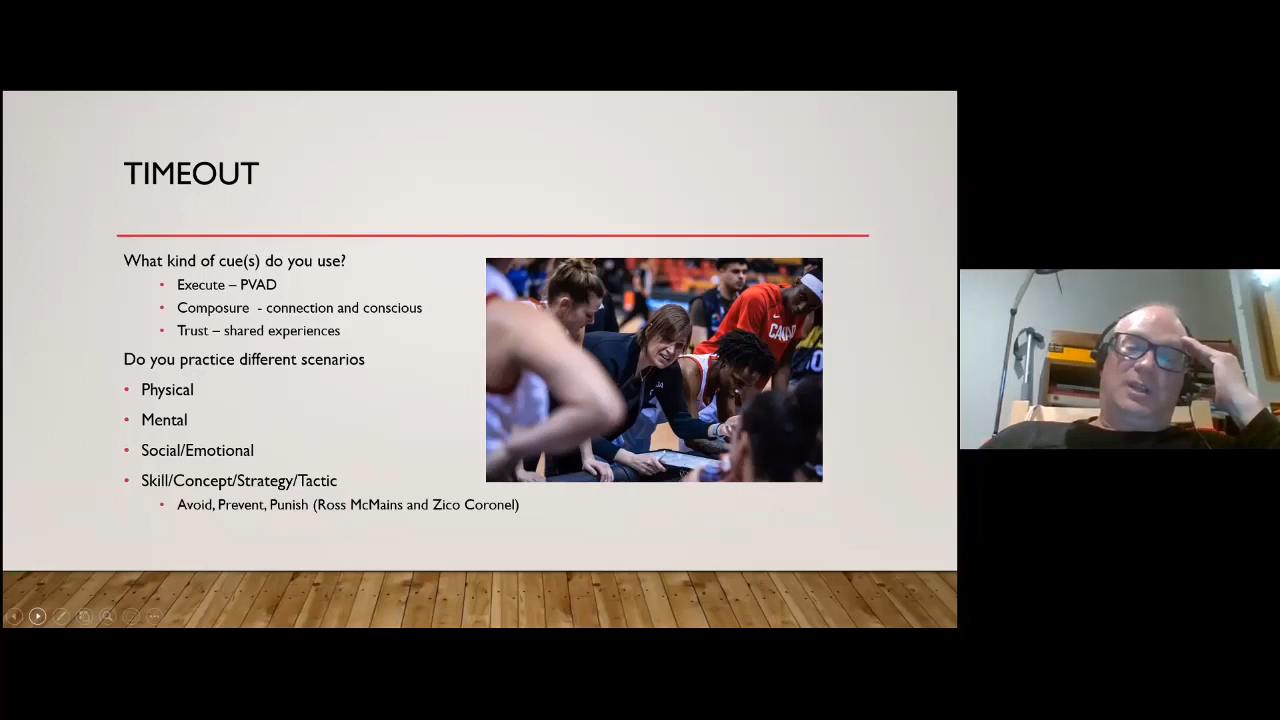 TIMEOUT
What kind of cue(s) do you use?
• Execute – PVAD
• Composure - connection and conscious
• Trust – shared experiences
Do you practice different scenarios
• Physical
• Mental
• Social/Emotional
• Skill/Concept/Strategy/Tactic
• Avoid, Prevent, Punish (Ross McMains and Zico Coronel)